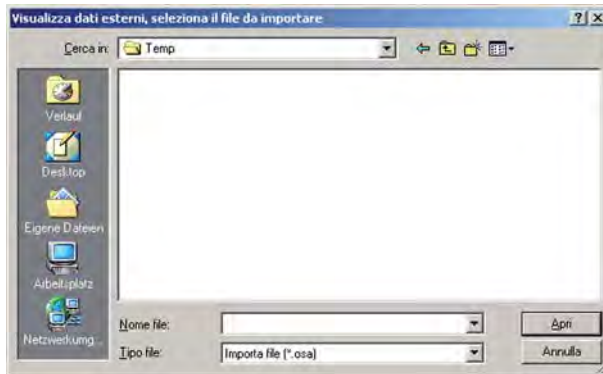 Visualizza dati esterni, seleziona il file da importare
Cerca in:
Temp
Verlauf
Desktop
Eigene Dateien
Arbeitsplatz
Netzwerkumg...
Nome file:
Apri
Tipo file:
Importa file (*.osa)
Annulla